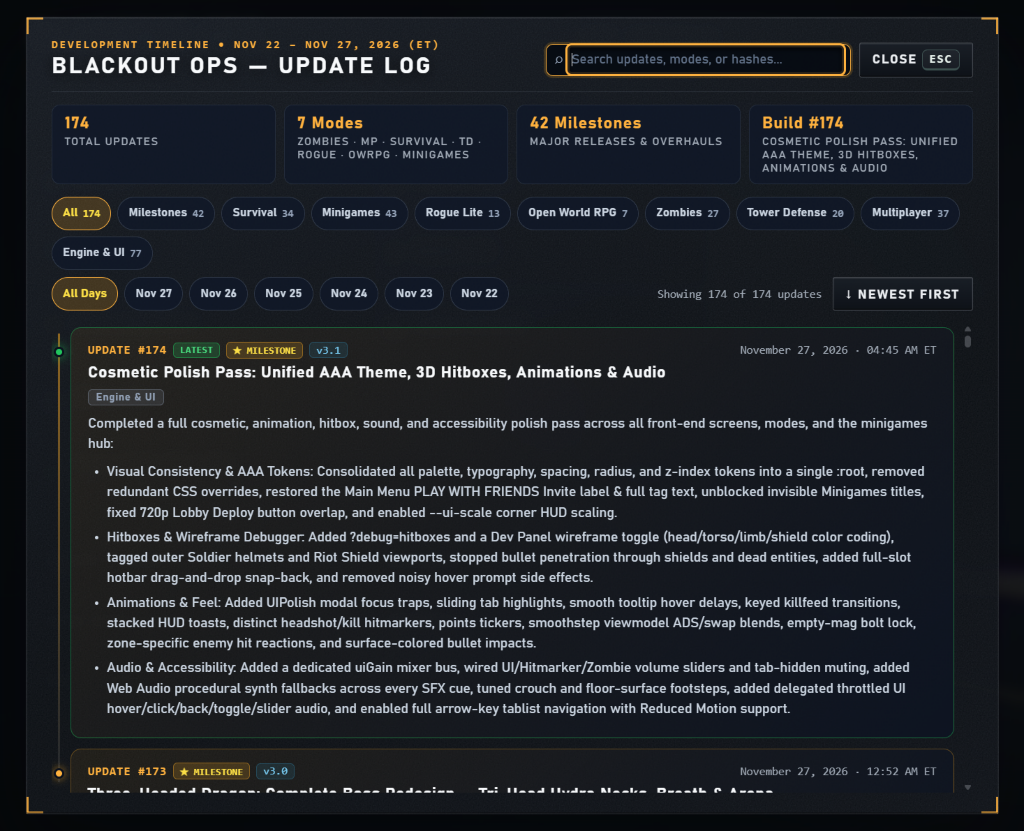 DEVELOPMENT TIMELINE • NOV 22 – NOV 27, 2026 (ET)
BLACKOUT OPS — UPDATE LOG
Search updates, modes, or hashes...
CLOSE ESC
174
TOTAL UPDATES
7 Modes
ZOMBIES · MP · SURVIVAL · TD ·
ROGUE · OWRPG · MINIGAMES
42 Milestones
MAJOR RELEASES & OVERHAULS
Build #174
COSMETIC POLISH PASS: UNIFIED
AAA THEME, 3D HITBOXES,
ANIMATIONS & AUDIO
All 174
Milestones 42
Survival 34
Minigames 43
Rogue Lite 13
Open World RPG 7
Zombies 27
Tower Defense 20
Multiplayer 37
Engine & UI 77
All Days
Nov 27
Nov 26
Nov 25
Nov 24
Nov 23
Nov 22
Showing 174 of 174 updates
↓ NEWEST FIRST
UPDATE #174 LATEST ★ MILESTONE v3.1 November 27, 2026 · 04:45 AM ET
Cosmetic Polish Pass: Unified AAA Theme, 3D Hitboxes, Animations & Audio
Engine & UI
Completed a full cosmetic, animation, hitbox, sound, and accessibility polish pass across all front-end screens, modes, and the minigames
hub:
• Visual Consistency & AAA Tokens: Consolidated all palette, typography, spacing, radius, and z-index tokens into a single :root, removed
redundant CSS overrides, restored the Main Menu PLAY WITH FRIENDS Invite label & full tag text, unblocked invisible Minigames titles,
fixed 720p Lobby Deploy button overlap, and enabled --ui-scale corner HUD scaling.
• Hitboxes & Wireframe Debugger: Added ?debug=hitboxes and a Dev Panel wireframe toggle (head/torso/limb/shield color coding),
tagged outer Soldier helmets and Riot Shield viewports, stopped bullet penetration through shields and dead entities, added full-slot
hotbar drag-and-drop snap-back, and removed noisy hover prompt side effects.
• Animations & Feel: Added UIPolish modal focus traps, sliding tab highlights, smooth tooltip hover delays, keyed killfeed transitions,
stacked HUD toasts, distinct headshot/kill hitmarkers, points tickers, smoothstep viewmodel ADS/swap blends, empty-mag bolt lock,
zone-specific enemy hit reactions, and surface-colored bullet impacts.
• Audio & Accessibility: Added a dedicated uiGain mixer bus, wired UI/Hitmarker/Zombie volume sliders and tab-hidden muting, added
Web Audio procedural synth fallbacks across every SFX cue, tuned crouch and floor-surface footsteps, added delegated throttled UI
hover/click/back/toggle/slider audio, and enabled full arrow-key tablist navigation with Reduced Motion support.
UPDATE #173 ★ MILESTONE v3.0 November 27, 2026 · 12:52 AM ET
Three-Headed Dragon: Complete Boss Redesign — Tri-Head Hydra Necks, Breath & Arena